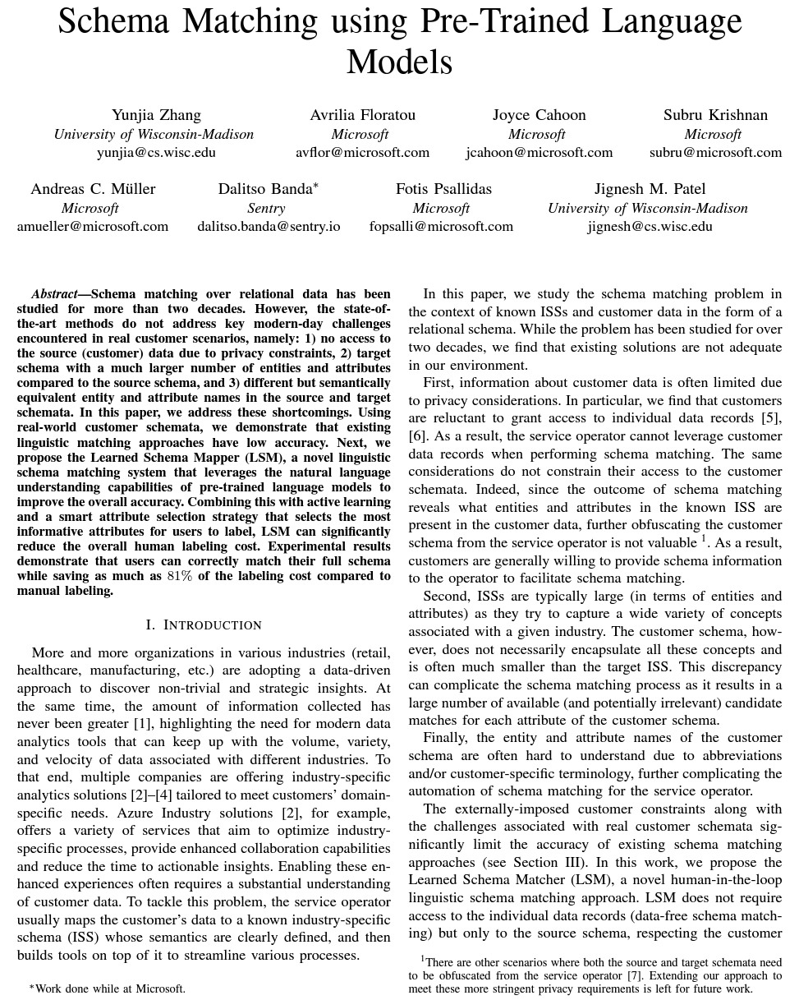 Schema Matching using Pre-Trained Language
Models
Yunjia Zhang
University of Wisconsin-Madison
yunjia@cs.wisc.edu
Avrilia Floratou
Microsoft
avflor@microsoft.com
Joyce Cahoon
Microsoft
jcahoon@microsoft.com
Subru Krishnan
Microsoft
subru@microsoft.com
Andreas C. Müller
Microsoft
amueller@microsoft.com
Dalitso Banda*
Sentry
dalitso.banda@sentry.io
Fotis Psallidas
Microsoft
fopsalli@microsoft.com
Jignesh M. Patel
University of Wisconsin-Madison
jignesh@cs.wisc.edu
Abstract—Schema matching over relational data has been
studied for more than two decades. However, the state-of-
the-art methods do not address key modern-day challenges
encountered in real customer scenarios, namely: 1) no access to
the source (customer) data due to privacy constraints, 2) target
schema with a much larger number of entities and attributes
compared to the source schema, and 3) different but semantically
equivalent entity and attribute names in the source and target
schemata. In this paper, we address these shortcomings. Using
real-world customer schemata, we demonstrate that existing
linguistic matching approaches have low accuracy. Next, we
propose the Learned Schema Mapper (LSM), a novel linguistic
schema matching system that leverages the natural language
understanding capabilities of pre-trained language models to
improve the overall accuracy. Combining this with active learning
and a smart attribute selection strategy that selects the most
informative attributes for users to label, LSM can significantly
reduce the overall human labeling cost. Experimental results
demonstrate that users can correctly match their full schema
while saving as much as 81% of the labeling cost compared to
manual labeling.
I. INTRODUCTION
More and more organizations in various industries (retail,
healthcare, manufacturing, etc.) are adopting a data-driven
approach to discover non-trivial and strategic insights. At
the same time, the amount of information collected has
never been greater [1], highlighting the need for modern data
analytics tools that can keep up with the volume, variety,
and velocity of data associated with different industries. To
that end, multiple companies are offering industry-specific
analytics solutions [2]–[4] tailored to meet customers' domain-
specific needs. Azure Industry solutions [2], for example,
offers a variety of services that aim to optimize industry-
specific processes, provide enhanced collaboration capabilities
and reduce the time to actionable insights. Enabling these en-
hanced experiences often requires a substantial understanding
of customer data. To tackle this problem, the service operator
usually maps the customer's data to a known industry-specific
schema (ISS) whose semantics are clearly defined, and then
builds tools on top of it to streamline various processes.
*Work done while at Microsoft.
In this paper, we study the schema matching problem in
the context of known ISSs and customer data in the form of a
relational schema. While the problem has been studied for over
two decades, we find that existing solutions are not adequate
in our environment.
First, information about customer data is often limited due
to privacy considerations. In particular, we find that customers
are reluctant to grant access to individual data records [5],
[6]. As a result, the service operator cannot leverage customer
data records when performing schema matching. The same
considerations do not constrain their access to the customer
schemata. Indeed, since the outcome of schema matching
reveals what entities and attributes in the known ISS are
present in the customer data, further obfuscating the customer
schema from the service operator is not valuable 1. As a result,
customers are generally willing to provide schema information
to the operator to facilitate schema matching.
Second, ISSs are typically large (in terms of entities and
attributes) as they try to capture a wide variety of concepts
associated with a given industry. The customer schema, how-
ever, does not necessarily encapsulate all these concepts and
is often much smaller than the target ISS. This discrepancy
can complicate the schema matching process as it results in a
large number of available (and potentially irrelevant) candidate
matches for each attribute of the customer schema.
Finally, the entity and attribute names of the customer
schema are often hard to understand due to abbreviations
and/or customer-specific terminology, further complicating the
automation of schema matching for the service operator.
The externally-imposed customer constraints along with
the challenges associated with real customer schemata sig-
nificantly limit the accuracy of existing schema matching
approaches (see Section III). In this work, we propose the
Learned Schema Matcher (LSM), a novel human-in-the-loop
linguistic schema matching approach. LSM does not require
access to the individual data records (data-free schema match-
ing) but only to the source schema, respecting the customer
1There are other scenarios where both the source and target schemata need
to be obfuscated from the service operator [7]. Extending our approach to
meet these more stringent privacy requirements is left for future work.